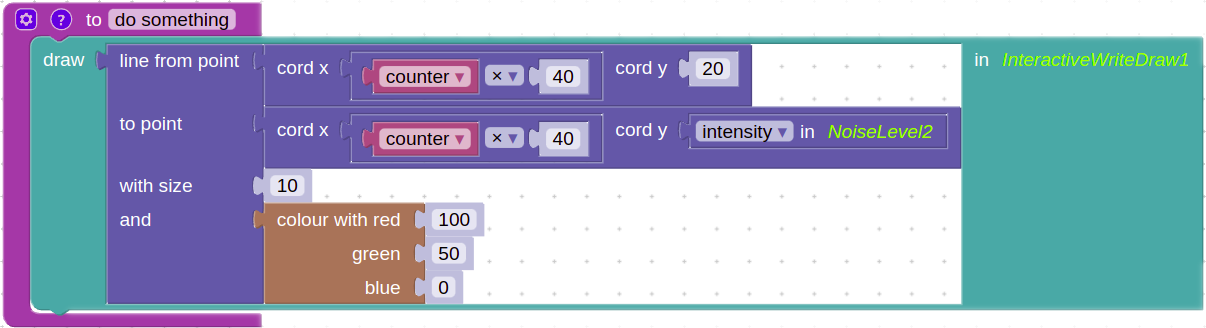 ? to do something
draw line from point cord x counter ▾ × ▾ 40 cord y 20 in InteractiveWriteDraw1
to point cord x counter ▾ × ▾ 40 cord y intensity ▾ in NoiseLevel2
with size 10
and colour with red 100
green 50
blue 0